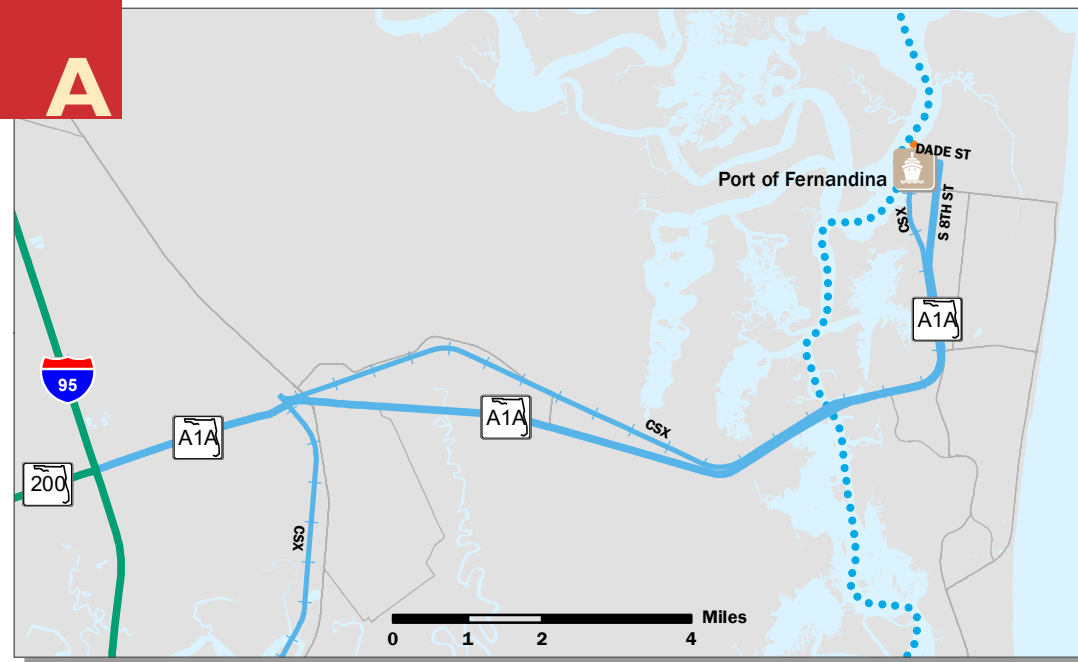 A
DADE ST
Port of Fernandina
CSX
S 8TH ST
A1A
95
A1A
A1A
CSX
200
CSX
Miles
0 1 2 4